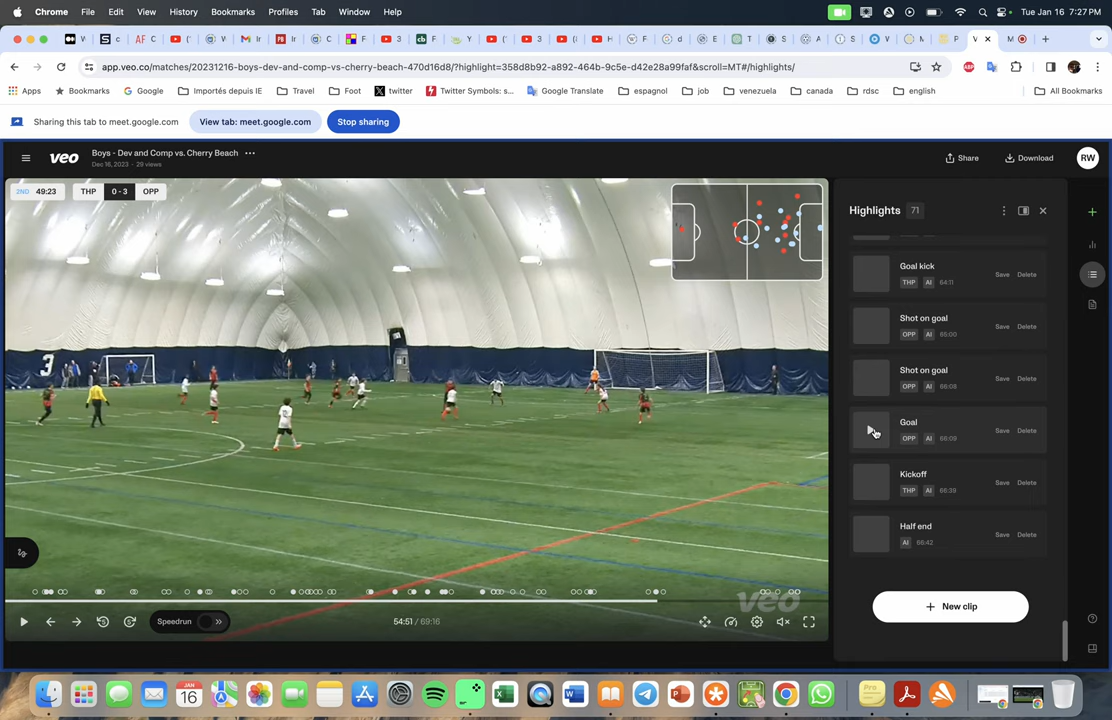 Chrome File Edit View History Bookmarks Profiles Tab Window Help Tue Jan 16 7:27 PM
app.veo.co/matches/20231216-boys-dev-and-comp-vs-cherry-beach-470d16d8/?highlight=358d8b92-a892-464b-9c5e-d42e28a99faf&scroll=MT#/highlights/
Apps Bookmarks Google Importés depuis IE Travel Foot twitter Twitter Symbols: s... Google Translate espagnol job venezuela canada rdsc english All Bookmarks
Sharing this tab to meet.google.com View tab: meet.google.com Stop sharing
veo Boys - Dev and Comp vs. Cherry Beach ••• Share Download RW
Dec 16, 2023 • 29 views
2ND 49:23 THP 0 - 3 OPP
Highlights 71
Goal kick
THP AI 64:11 Save Delete
Shot on goal
OPP AI 65:00 Save Delete
Shot on goal
OPP AI 66:08 Save Delete
Goal
OPP AI 66:09 Save Delete
Kickoff
THP AI 66:39 Save Delete
Half end
AI 66:42 Save Delete
+ New clip
3
veo
Speedrun 54:51 / 69:16
JAN
16